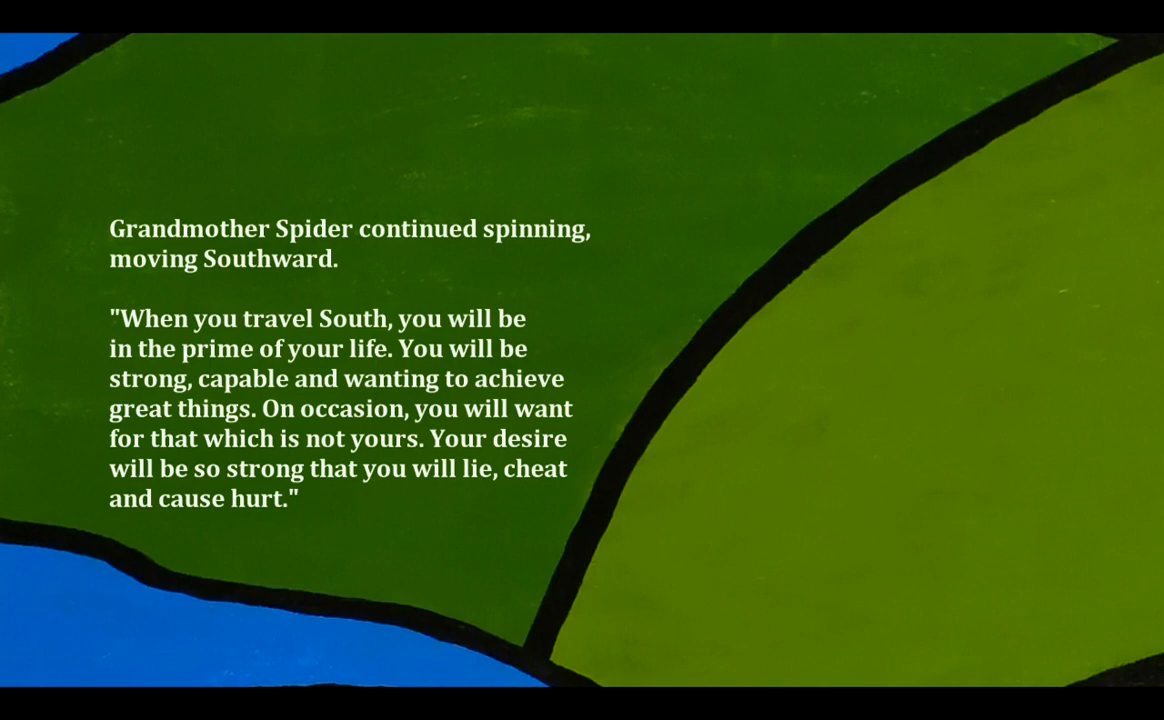 Grandmother Spider continued spinning,
moving Southward.
"When you travel South, you will be
in the prime of your life. You will be
strong, capable and wanting to achieve
great things. On occasion, you will want
for that which is not yours. Your desire
will be so strong that you will lie, cheat
and cause hurt."